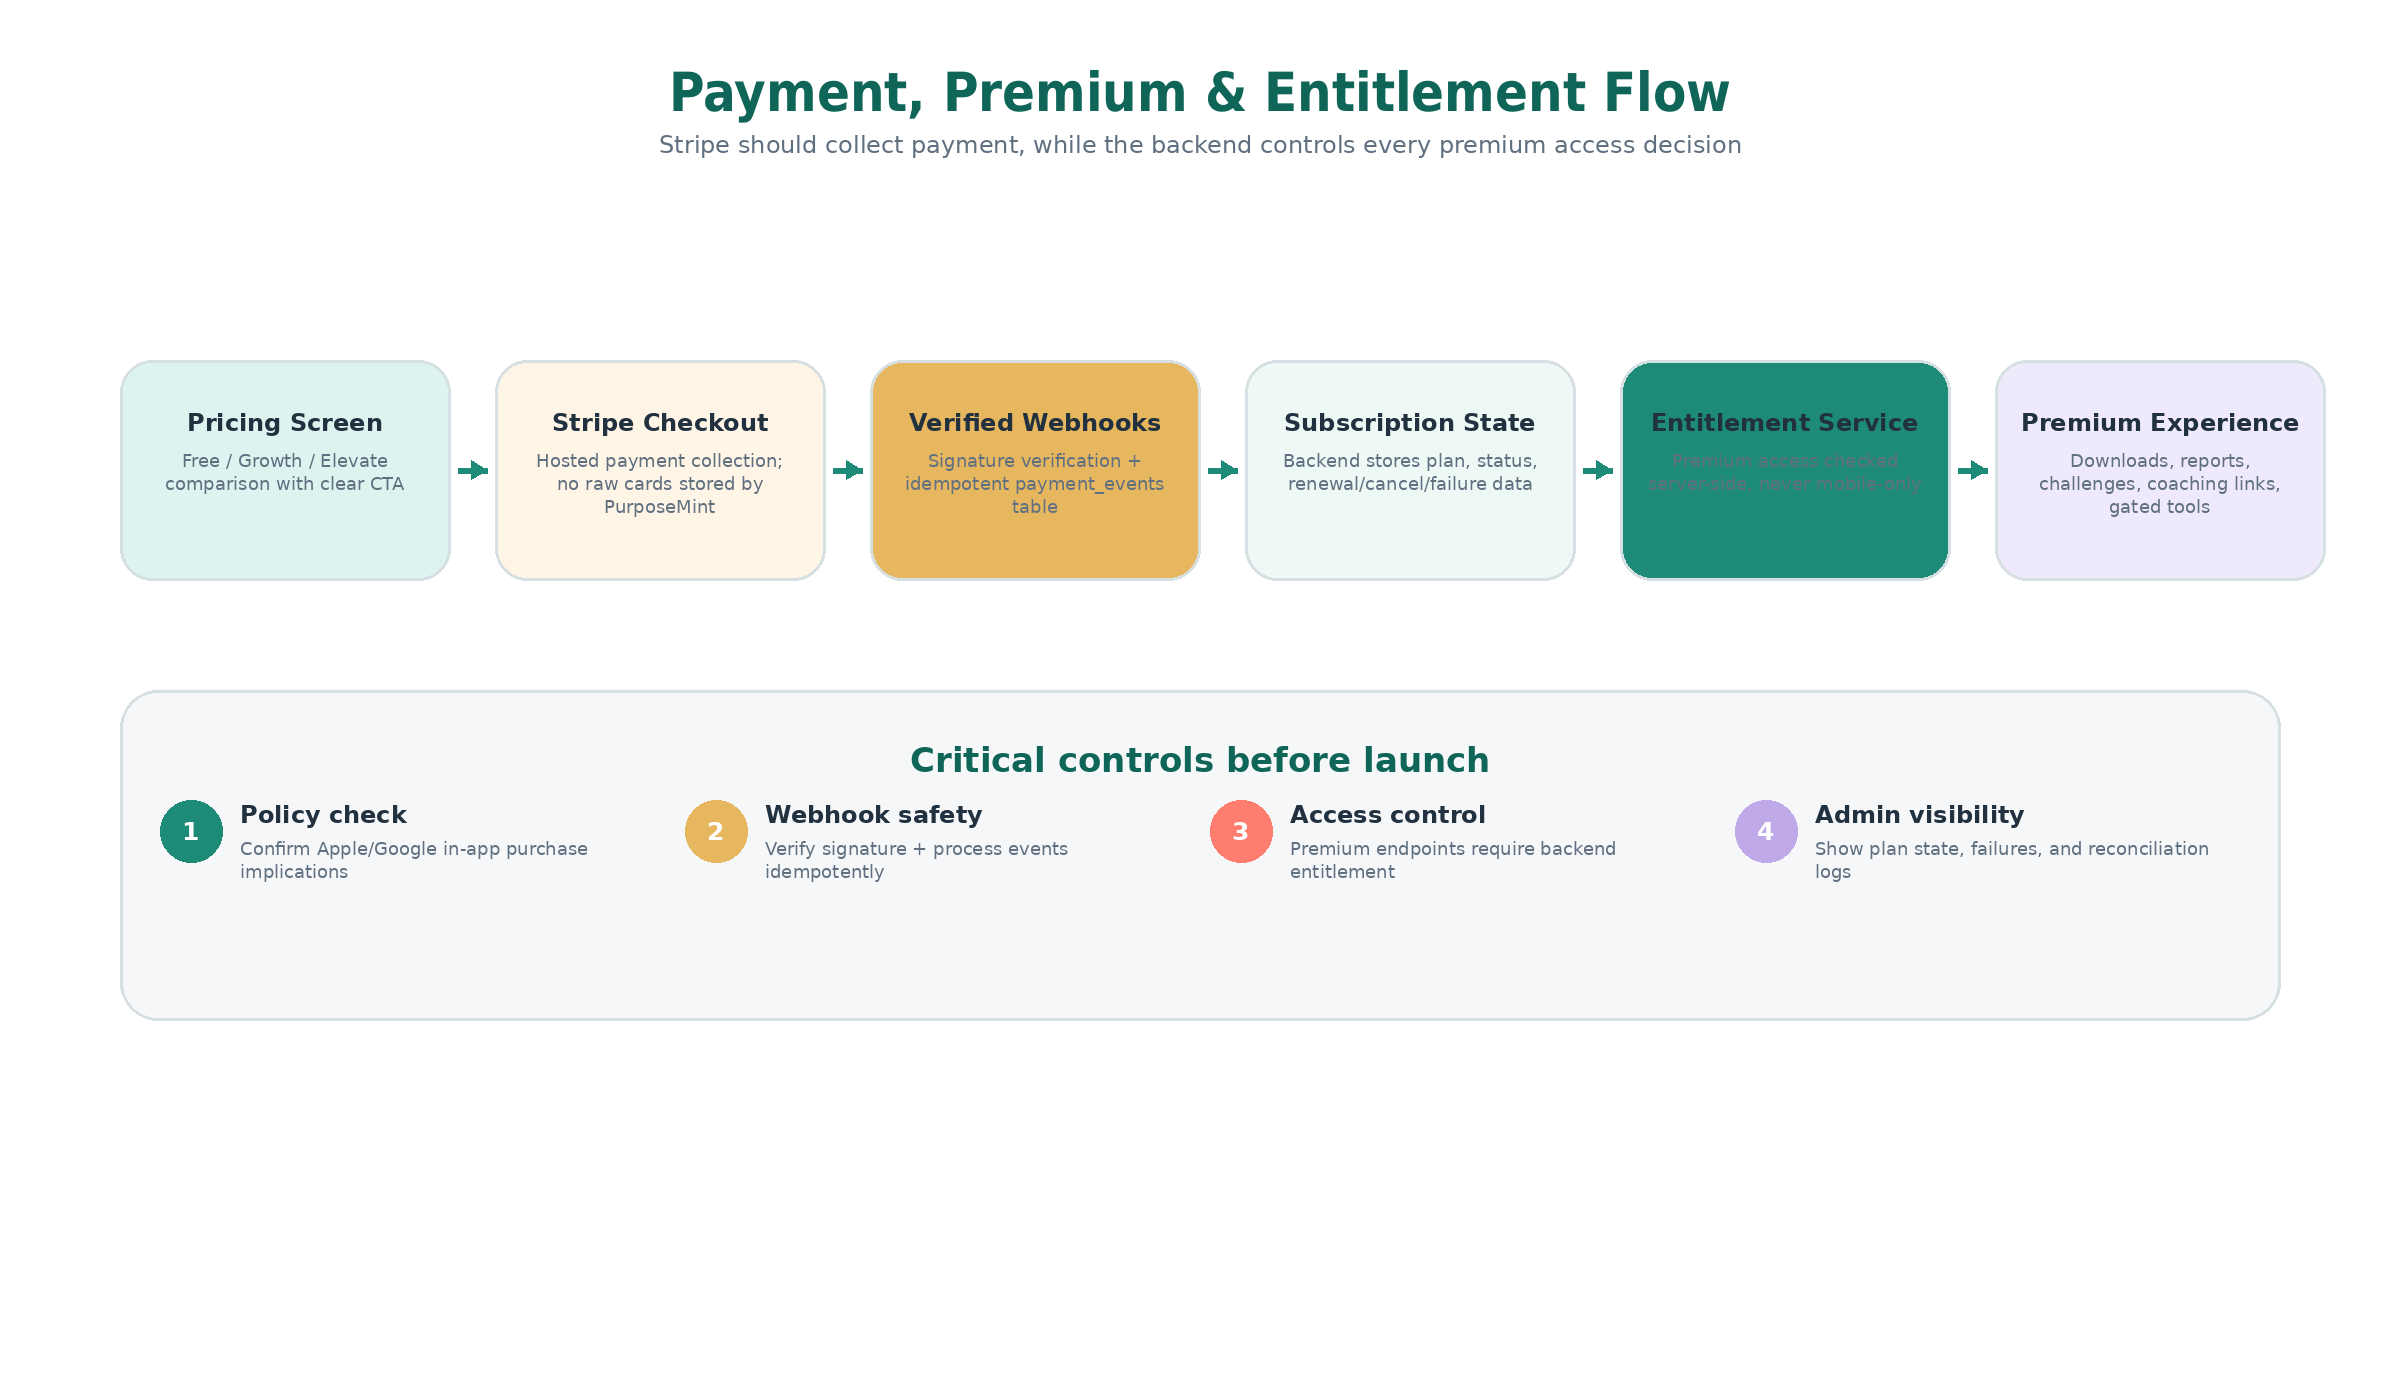 Payment, Premium & Entitlement Flow
Stripe should collect payment, while the backend controls every premium access decision
Pricing Screen
Free / Growth / Elevate
comparison with clear CTA
Stripe Checkout
Hosted payment collection;
no raw cards stored by
PurposeMint
Verified Webhooks
Signature verification +
idempotent payment_events
table
Subscription State
Backend stores plan, status,
renewal/cancel/failure data
Entitlement Service
Premium access checked
server-side, never mobile-only
Premium Experience
Downloads, reports,
challenges, coaching links,
gated tools
Critical controls before launch
1
Policy check
Confirm Apple/Google in-app purchase
implications
2
Webhook safety
Verify signature + process events
idempotently
3
Access control
Premium endpoints require backend
entitlement
4
Admin visibility
Show plan state, failures, and reconciliation
logs